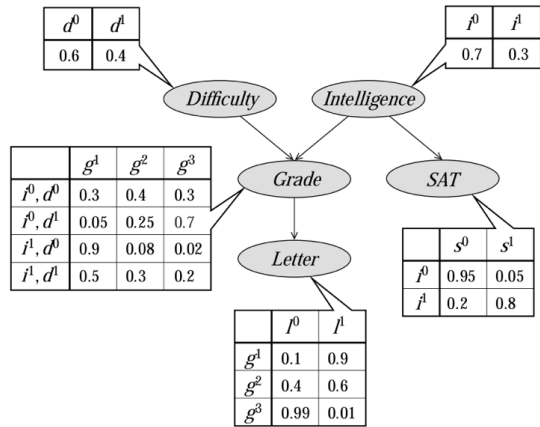 d⁰ d¹
0.6 0.4
i⁰ i¹
0.7 0.3
Difficulty
Intelligence
g¹ g² g³
i⁰, d⁰ 0.3 0.4 0.3
i⁰, d¹ 0.05 0.25 0.7
i¹, d⁰ 0.9 0.08 0.02
i¹, d¹ 0.5 0.3 0.2
Grade
SAT
s⁰ s¹
i⁰ 0.95 0.05
i¹ 0.2 0.8
Letter
l⁰ l¹
g¹ 0.1 0.9
g² 0.4 0.6
g³ 0.99 0.01